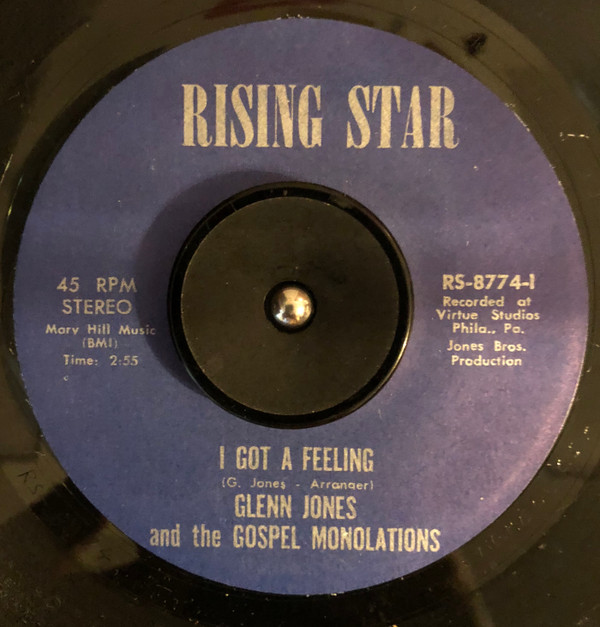 RISING STAR
45 RPM
STEREO
Mary Hill Music
(BMI)
Time: 2:55
RS-8774-1
Recorded at
Virtue Studios
Phila., Pa.
Jones Bros.
Production
I GOT A FEELING
(G. Jones - Arranger)
GLENN JONES
and the GOSPEL MONOLATIONS